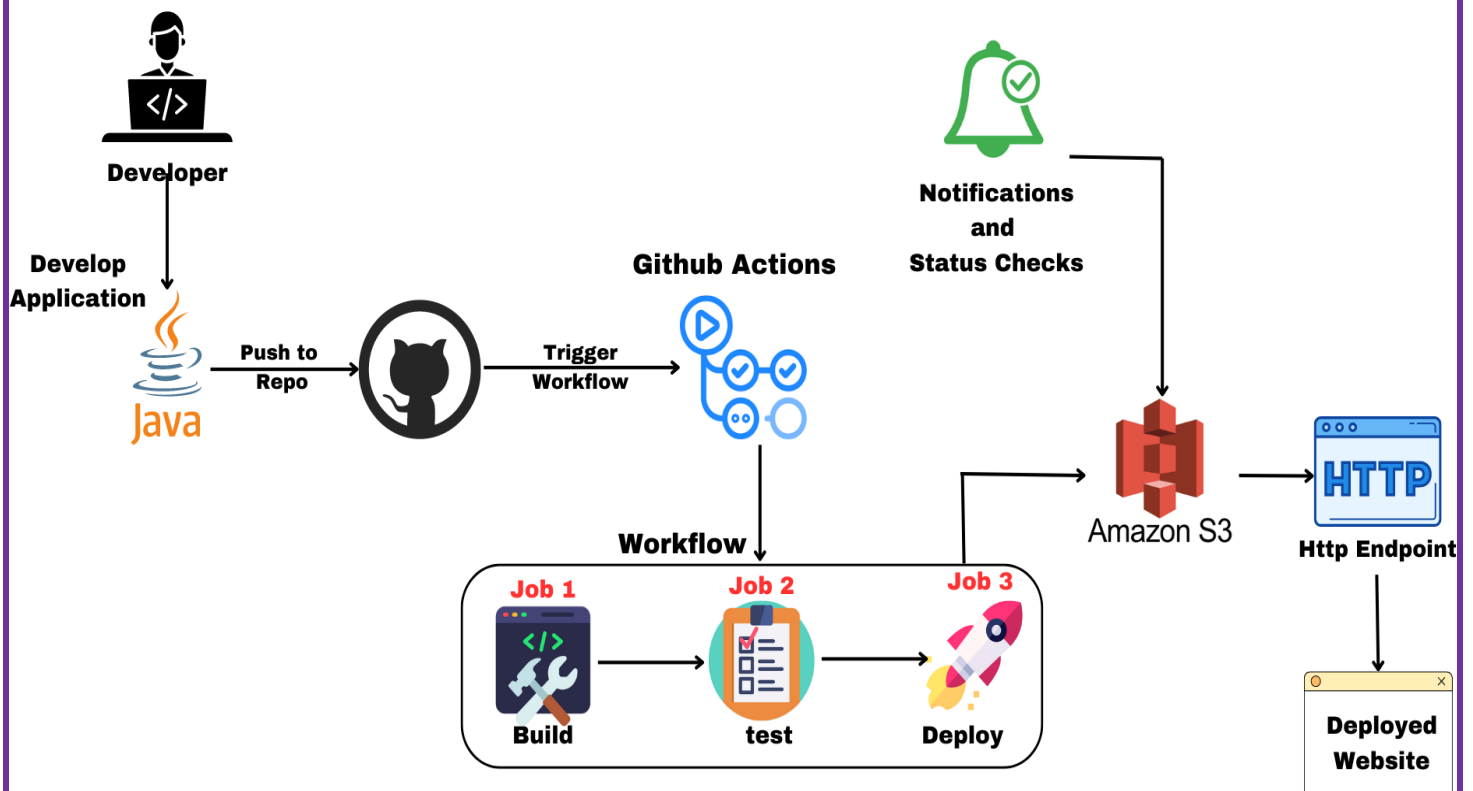 </>
Developer
Develop
Application
Java
Push to
Repo
Trigger
Workflow
Github Actions
Notifications
and
Status Checks
Workflow
Job 1
</>
Build
Job 2
test
Job 3
Deploy
Amazon S3
HTTP
Http Endpoint
X
Deployed
Website